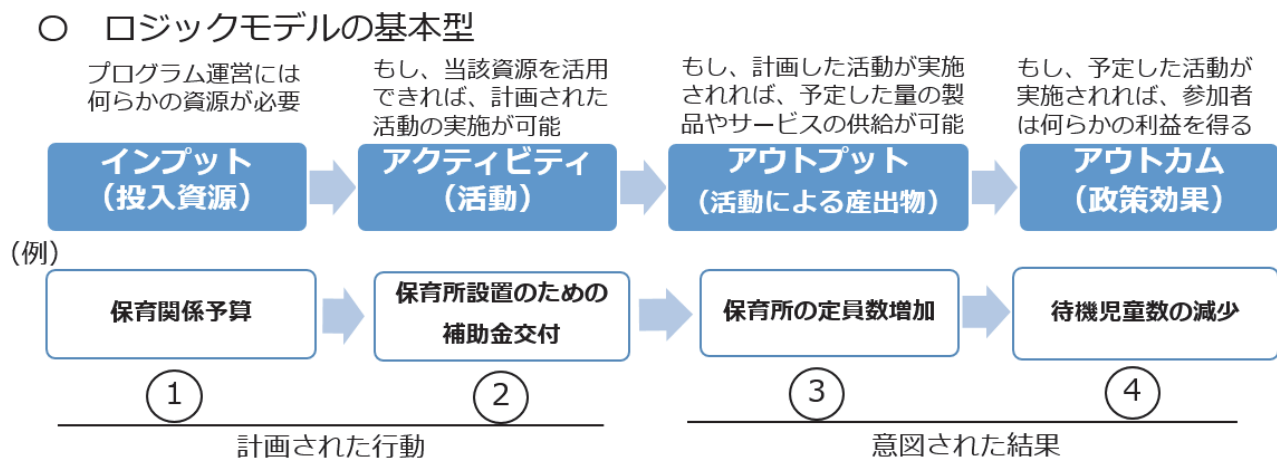 ○ ロジックモデルの基本型
プログラム運営には
何らかの資源が必要
もし、当該資源を活用
できれば、計画された
活動の実施が可能
もし、計画した活動が実施
されれば、予定した量の製
品やサービスの供給が可能
もし、予定した活動が
実施されれば、参加者
は何らかの利益を得る
インプット
（投入資源）
アクティビティ
（活動）
アウトプット
（活動による産出物）
アウトカム
（政策効果）
（例）
保育関係予算
保育所設置のための
補助金交付
保育所の定員数増加
待機児童数の減少
①
②
③
④
計画された行動
意図された結果